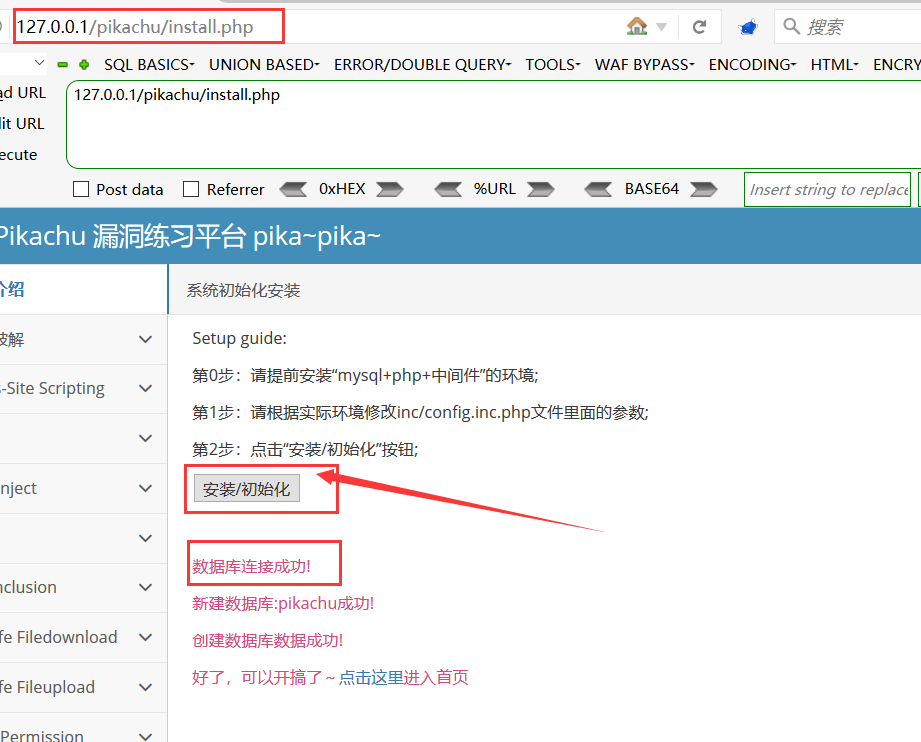 127.0.0.1/pikachu/install.php
搜索
SQL BASICS UNION BASED ERROR/DOUBLE QUERY TOOLS WAF BYPASS ENCODING HTML ENCRY
ad URL
127.0.0.1/pikachu/install.php
lit URL
ecute
Post data Referrer 0xHEX %URL BASE64 Insert string to replace
Pikachu 漏洞练习平台 pika~pika~
介绍
系统初始化安装
破解
Setup guide:
第0步：请提前安装“mysql+php+中间件”的环境;
s-Site Scripting
第1步：请根据实际环境修改inc/config.inc.php文件里面的参数;
第2步：点击“安装/初始化”按钮;
nject
安装/初始化
数据库连接成功!
nclusion
新建数据库:pikachu成功!
fe Filedownload
创建数据库数据成功!
好了，可以开搞了～点击这里进入首页
fe Fileupload
Permission